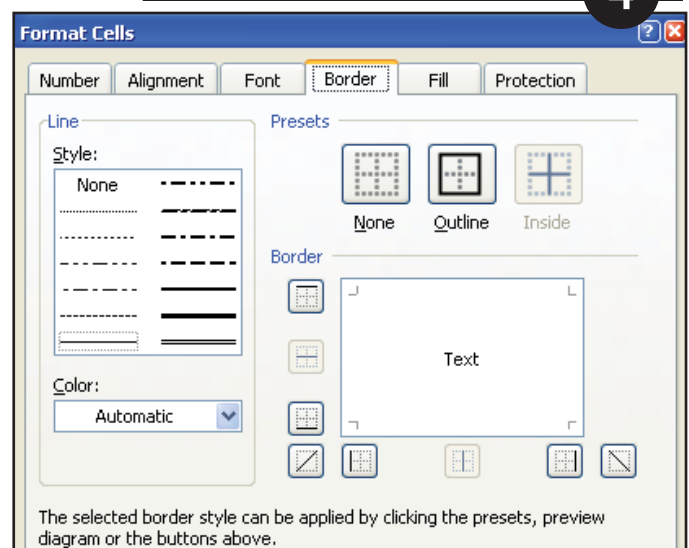 4
Format Cells
Number Alignment Font Border Fill Protection
Line
Style:
None
Color:
Automatic
Presets
None Outline Inside
Border
Text
The selected border style can be applied by clicking the presets, preview
diagram or the buttons above.